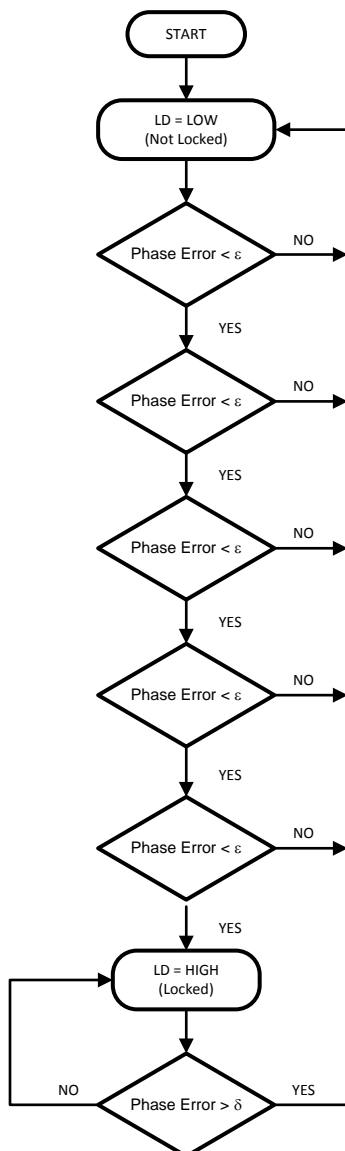 START
LD = LOW
(Not Locked)
Phase Error < ε
NO
YES
Phase Error < ε
NO
YES
Phase Error < ε
NO
YES
Phase Error < ε
NO
YES
Phase Error < ε
NO
YES
LD = HIGH
(Locked)
NO
Phase Error > δ
YES